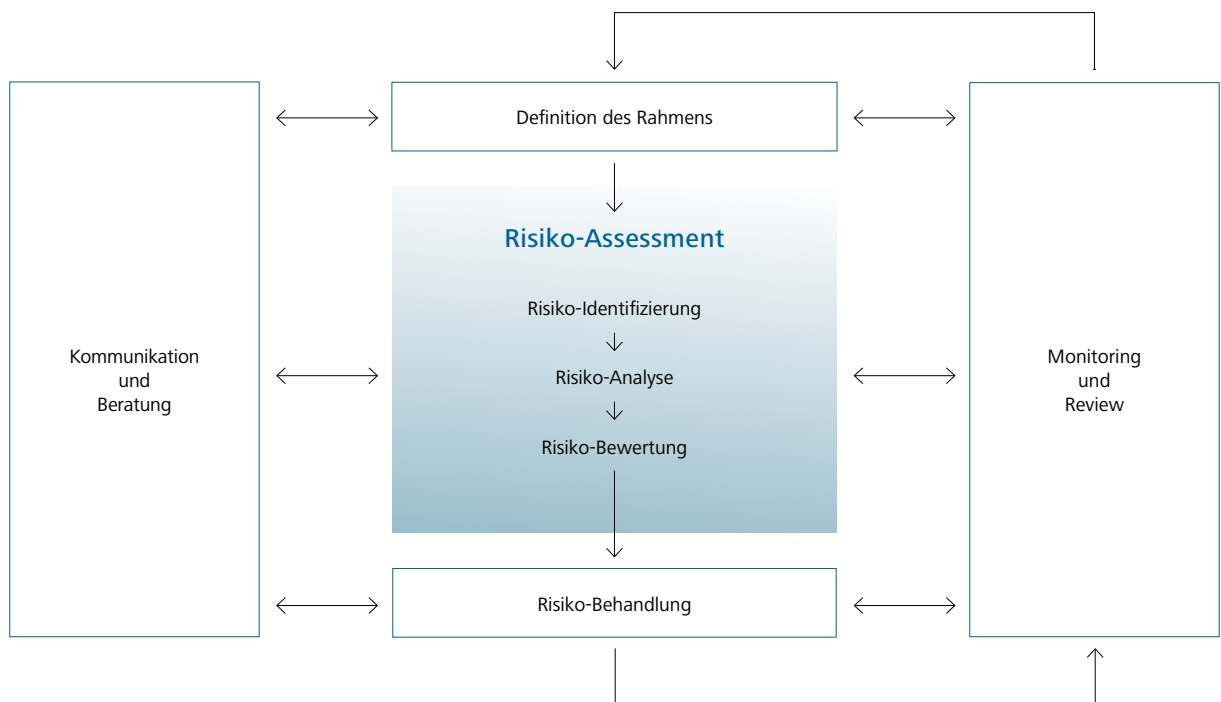 Definition des Rahmens
Risiko-Assessment
Risiko-Identifizierung
Risiko-Analyse
Risiko-Bewertung
Kommunikation
und
Beratung
Monitoring
und
Review
Risiko-Behandlung